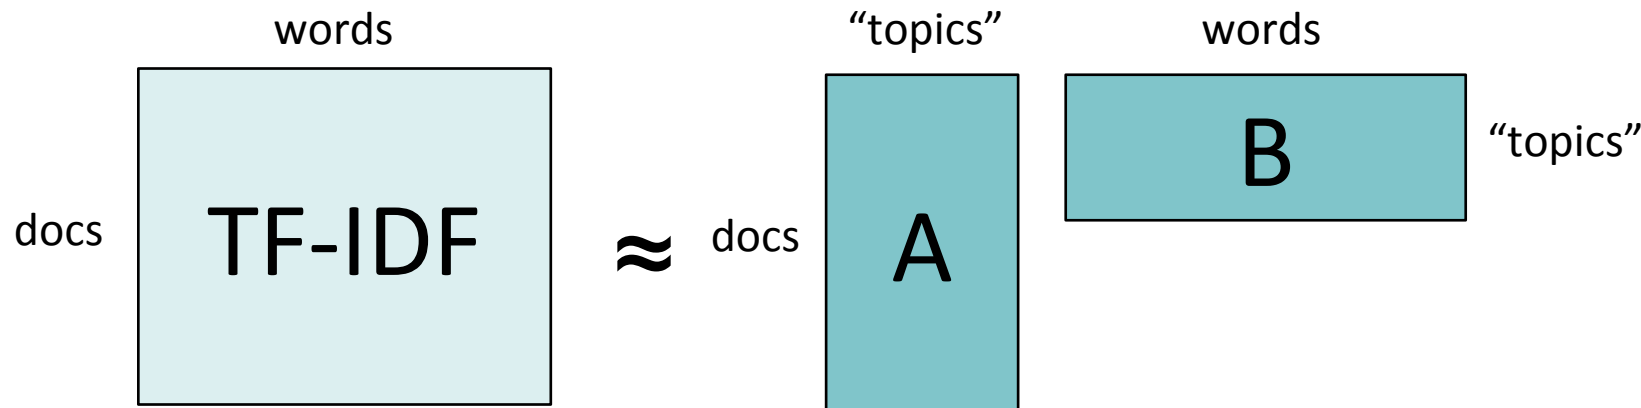 words
“topics”
words
docs
TF-IDF
≈
docs
A
B
“topics”